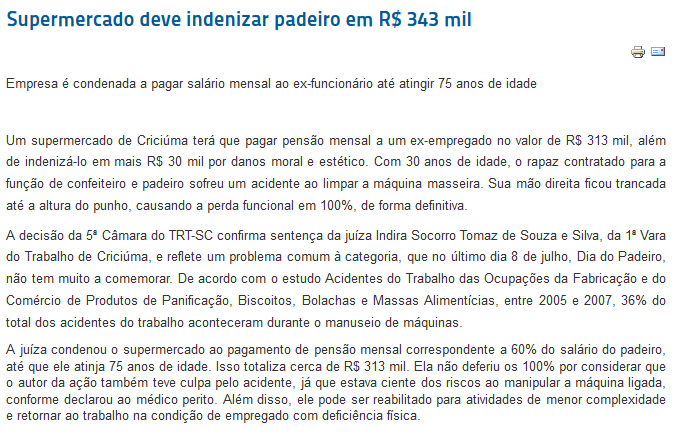 Supermercado deve indenizar padeiro em R$ 343 mil
Empresa é condenada a pagar salário mensal ao ex-funcionário até atingir 75 anos de idade
Um supermercado de Criciúma terá que pagar pensão mensal a um ex-empregado no valor de R$ 313 mil, além
de indenizá-lo em mais R$ 30 mil por danos moral e estético. Com 30 anos de idade, o rapaz contratado para a
função de confeiteiro e padeiro sofreu um acidente ao limpar a máquina masseira. Sua mão direita ficou trancada
até a altura do punho, causando a perda funcional em 100%, de forma definitiva.
A decisão da 5ª Câmara do TRT-SC confirma sentença da juíza Indira Socorro Tomaz de Souza e Silva, da 1ª Vara
do Trabalho de Criciúma, e reflete um problema comum à categoria, que no último dia 8 de julho, Dia do Padeiro,
não tem muito a comemorar. De acordo com o estudo Acidentes do Trabalho das Ocupações da Fabricação e do
Comércio de Produtos de Panificação, Biscoitos, Bolachas e Massas Alimentícias, entre 2005 e 2007, 36% do
total dos acidentes do trabalho aconteceram durante o manuseio de máquinas.
A juíza condenou o supermercado ao pagamento de pensão mensal correspondente a 60% do salário do padeiro,
até que ele atinja 75 anos de idade. Isso totaliza cerca de R$ 313 mil. Ela não deferiu os 100% por considerar que
o autor da ação também teve culpa pelo acidente, já que estava ciente dos riscos ao manipular a máquina ligada,
conforme declarou ao médico perito. Além disso, ele pode ser reabilitado para atividades de menor complexidade
e retornar ao trabalho na condição de empregado com deficiência física.